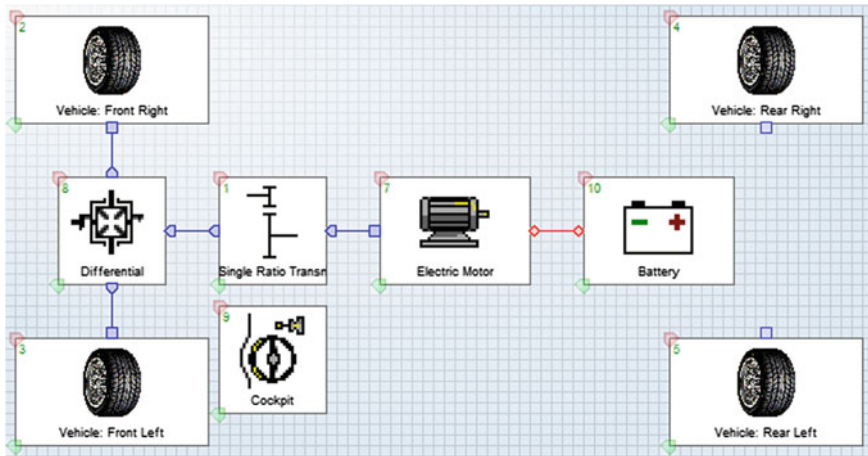 2
Vehicle: Front Right
4
Vehicle: Rear Right
8
Differential
1
Single Ratio Transn
7
Electric Motor
10
Battery
3
Vehicle: Front Left
9
Cockpit
5
Vehicle: Rear Left